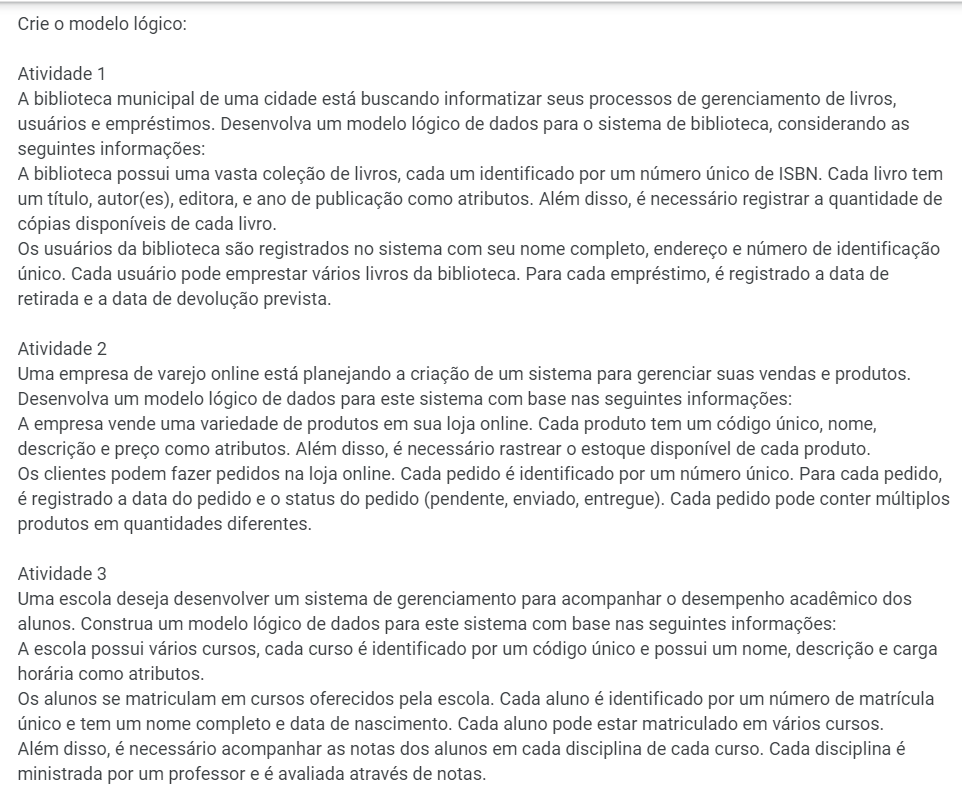 Crie o modelo lógico:
Atividade 1
A biblioteca municipal de uma cidade está buscando informatizar seus processos de gerenciamento de livros,
usuários e empréstimos. Desenvolva um modelo lógico de dados para o sistema de biblioteca, considerando as
seguintes informações:
A biblioteca possui uma vasta coleção de livros, cada um identificado por um número único de ISBN. Cada livro tem
um título, autor(es), editora, e ano de publicação como atributos. Além disso, é necessário registrar a quantidade de
cópias disponíveis de cada livro.
Os usuários da biblioteca são registrados no sistema com seu nome completo, endereço e número de identificação
único. Cada usuário pode emprestar vários livros da biblioteca. Para cada empréstimo, é registrado a data de
retirada e a data de devolução prevista.
Atividade 2
Uma empresa de varejo online está planejando a criação de um sistema para gerenciar suas vendas e produtos.
Desenvolva um modelo lógico de dados para este sistema com base nas seguintes informações:
A empresa vende uma variedade de produtos em sua loja online. Cada produto tem um código único, nome,
descrição e preço como atributos. Além disso, é necessário rastrear o estoque disponível de cada produto.
Os clientes podem fazer pedidos na loja online. Cada pedido é identificado por um número único. Para cada pedido,
é registrado a data do pedido e o status do pedido (pendente, enviado, entregue). Cada pedido pode conter múltiplos
produtos em quantidades diferentes.
Atividade 3
Uma escola deseja desenvolver um sistema de gerenciamento para acompanhar o desempenho acadêmico dos
alunos. Construa um modelo lógico de dados para este sistema com base nas seguintes informações:
A escola possui vários cursos, cada curso é identificado por um código único e possui um nome, descrição e carga
horária como atributos.
Os alunos se matriculam em cursos oferecidos pela escola. Cada aluno é identificado por um número de matrícula
único e tem um nome completo e data de nascimento. Cada aluno pode estar matriculado em vários cursos.
Além disso, é necessário acompanhar as notas dos alunos em cada disciplina de cada curso. Cada disciplina é
ministrada por um professor e é avaliada através de notas.